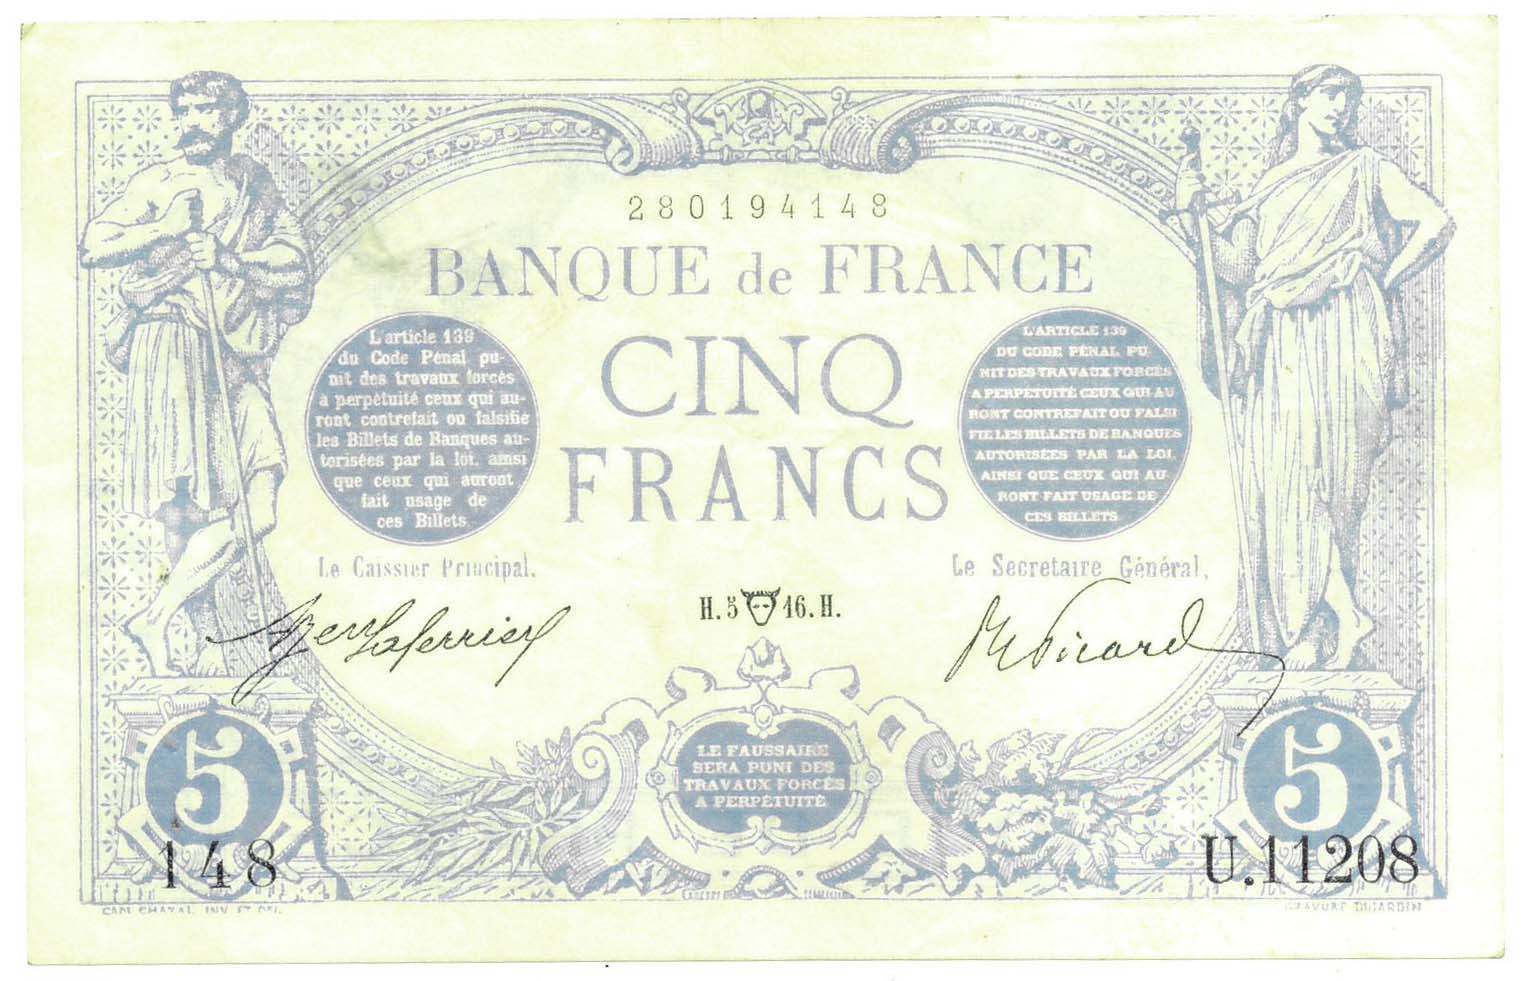 280194148
BANQUE de FRANCE
CINQ
FRANCS
L'article 139
du Code Pénal pu-
nit des travaux forcés
à perpétuité ceux qui au-
ront contrefait ou falsifié
les Billets de Banques au-
torisées par la loi, ainsi
que ceux qui auront
fait usage de
ces Billets.
L'ARTICLE 139
DU CODE PÉNAL PU
NIT DES TRAVAUX FORCÉS
A PERPÉTUITÉ CEUX QUI AU
RONT CONTREFAIT OU FALSI
FIE LES BILLETS DE BANQUES
AUTORISÉES PAR LA LOI
AINSI QUE CEUX QUI AU
RONT FAIT USAGE DE
CES BILLETS
Le Caissier Principal,
Le Secretaire Général,
H.5 16.H.
Picard
LE FAUSSAIRE
SERA PUNI DES
TRAVAUX FORCÉS
A PERPÉTUITÉ
5
5
148
U.11208
GRAVURE DUJARDIN